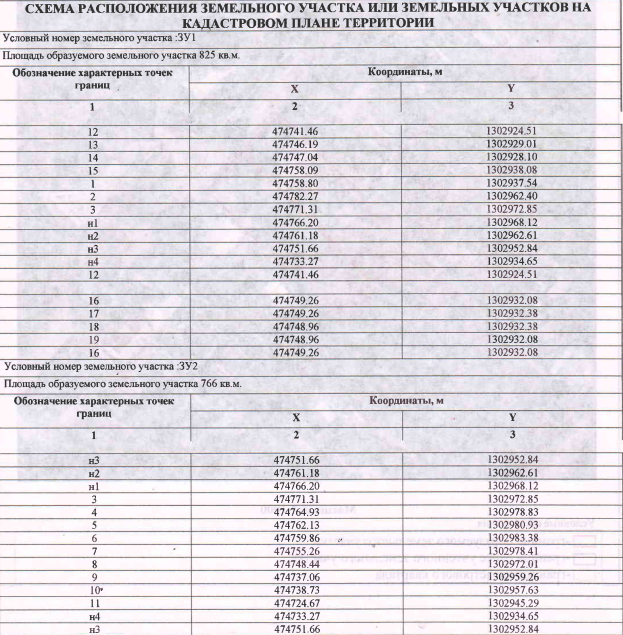 СХЕМА РАСПОЛОЖЕНИЯ ЗЕМЕЛЬНОГО УЧАСТКА ИЛИ ЗЕМЕЛЬНЫХ УЧАСТКОВ НА
КАДАСТРОВОМ ПЛАНЕ ТЕРРИТОРИИ
Условный номер земельного участка :ЗУ1
Площадь образуемого земельного участка 825 кв.м.
Обозначение характерных точек границ Координаты, м
X Y
1 2 3
12 474741.46 1302924.51
13 474746.19 1302929.01
14 474747.04 1302928.10
15 474758.09 1302938.08
1 474758.80 1302937.54
2 474782.27 1302962.40
3 474771.31 1302972.85
н1 474766.20 1302968.12
н2 474761.18 1302962.61
н3 474751.66 1302952.84
н4 474733.27 1302934.65
12 474741.46 1302924.51
16 474749.26 1302932.08
17 474749.26 1302932.38
18 474748.96 1302932.38
19 474748.96 1302932.08
16 474749.26 1302932.08
Условный номер земельного участка :ЗУ2
Площадь образуемого земельного участка 766 кв.м.
Обозначение характерных точек границ Координаты, м
X Y
1 2 3
н3 474751.66 1302952.84
н2 474761.18 1302962.61
н1 474766.20 1302968.12
3 474771.31 1302972.85
4 474764.93 1302978.83
5 474762.13 1302980.93
6 474759.86 1302983.38
7 474755.26 1302978.41
8 474748.44 1302972.01
9 474737.06 1302959.26
10 474738.73 1302957.63
11 474724.67 1302945.29
н4 474733.27 1302934.65
н3 474751.66 1302952.84